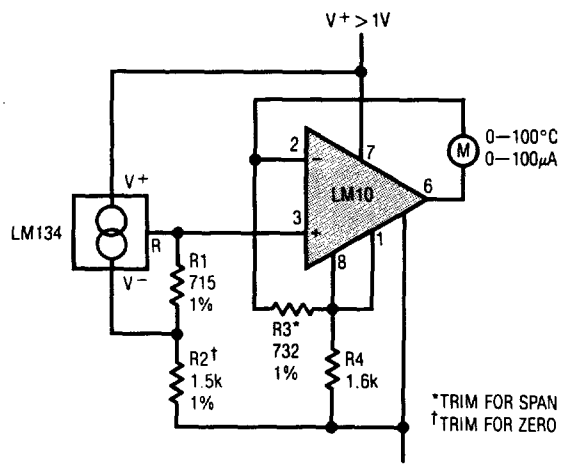 V+ > 1V
2
7
0–100°C
0–100µA
M
V+
LM10
6
LM134
3
R
8
1
V−
R1
715
1%
R3*
732
1%
R4
1.6k
R2†
1.5k
1%
*TRIM FOR SPAN
†TRIM FOR ZERO